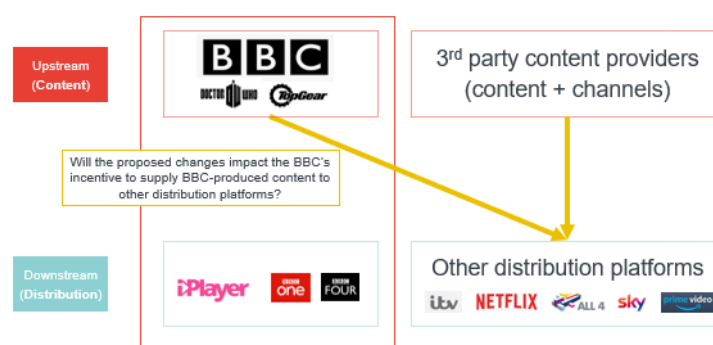 Upstream
(Content)
BBC
DOCTOR WHO TopGear
3rd party content providers
(content + channels)
Will the proposed changes impact the BBC's
incentive to supply BBC-produced content to
other distribution platforms?
Downstream
(Distribution)
iPlayer BBC one BBC FOUR
Other distribution platforms
itv NETFLIX ALL 4 sky prime video